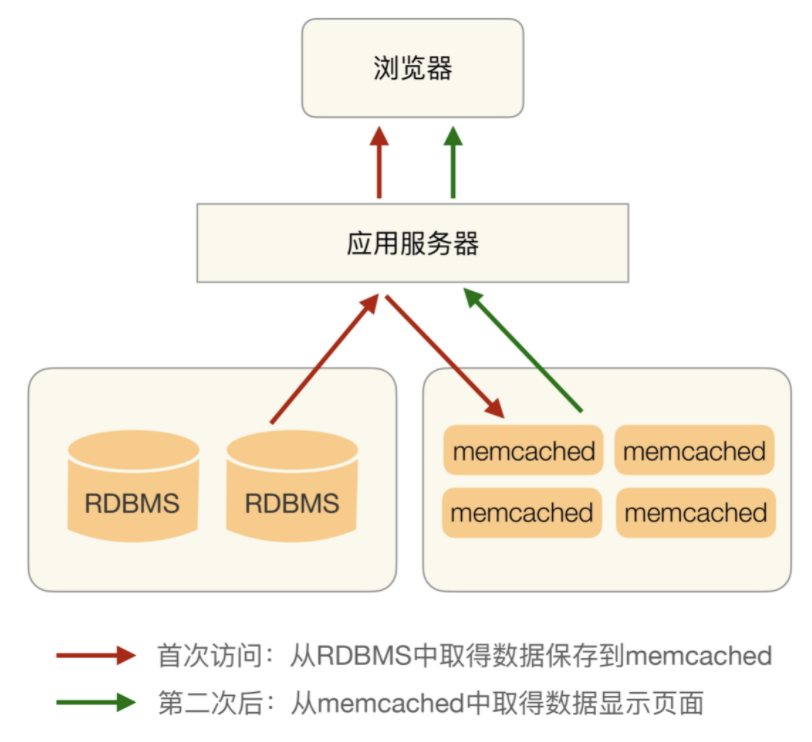 浏览器
应用服务器
RDBMS RDBMS
memcached memcached
memcached memcached
首次访问：从RDBMS中取得数据保存到memcached
第二次后：从memcached中取得数据显示页面